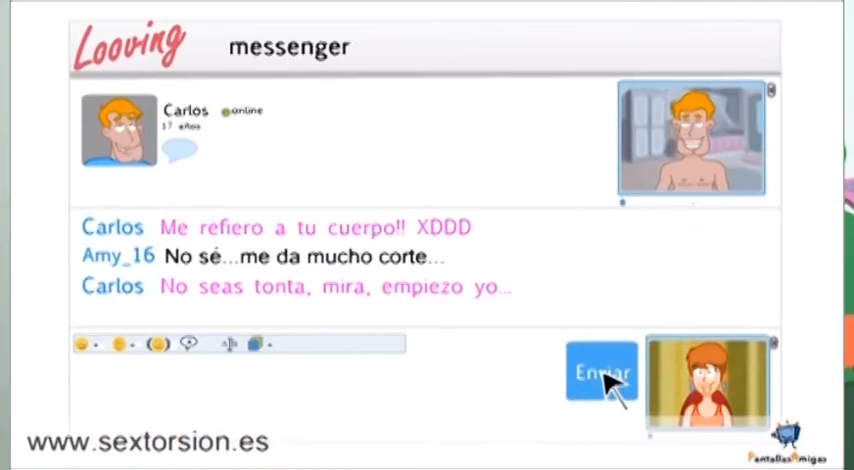 Looving messenger
Carlos online
17 años
Carlos Me refiero a tu cuerpo!! XDDD
Amy_16 No sé...me da mucho corte...
Carlos No seas tonta, mira, empiezo yo...
Enviar
www.sextorsion.es
PantallasAmigas